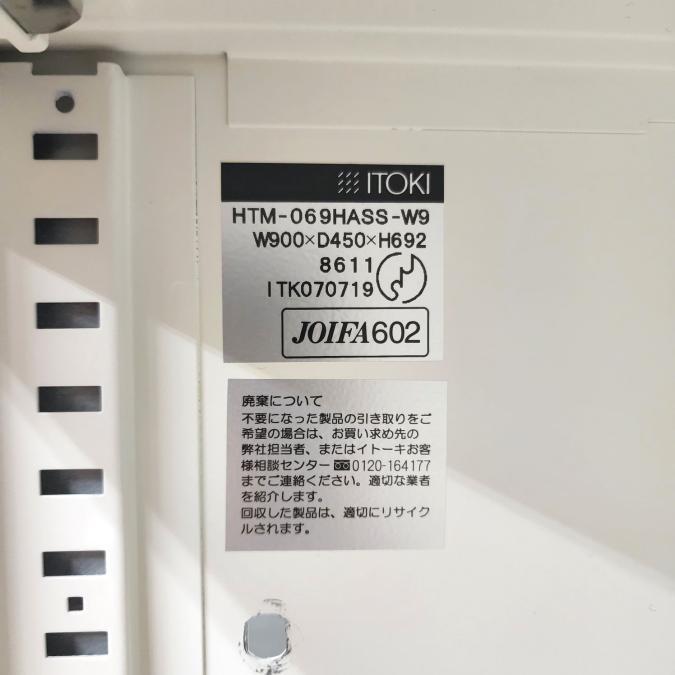 ITOKI
HTM-069HASS-W9
W900×D450×H692
8611
ITK070719
JOIFA602
廃棄について
不要になった製品の引き取りをご
希望の場合は、お買い求め先の
弊社担当者、またはイトーキお客
様相談センター 0120-164177
までご連絡ください。適切な業者
を紹介します。
回収した製品は、適切にリサイク
ルされます。